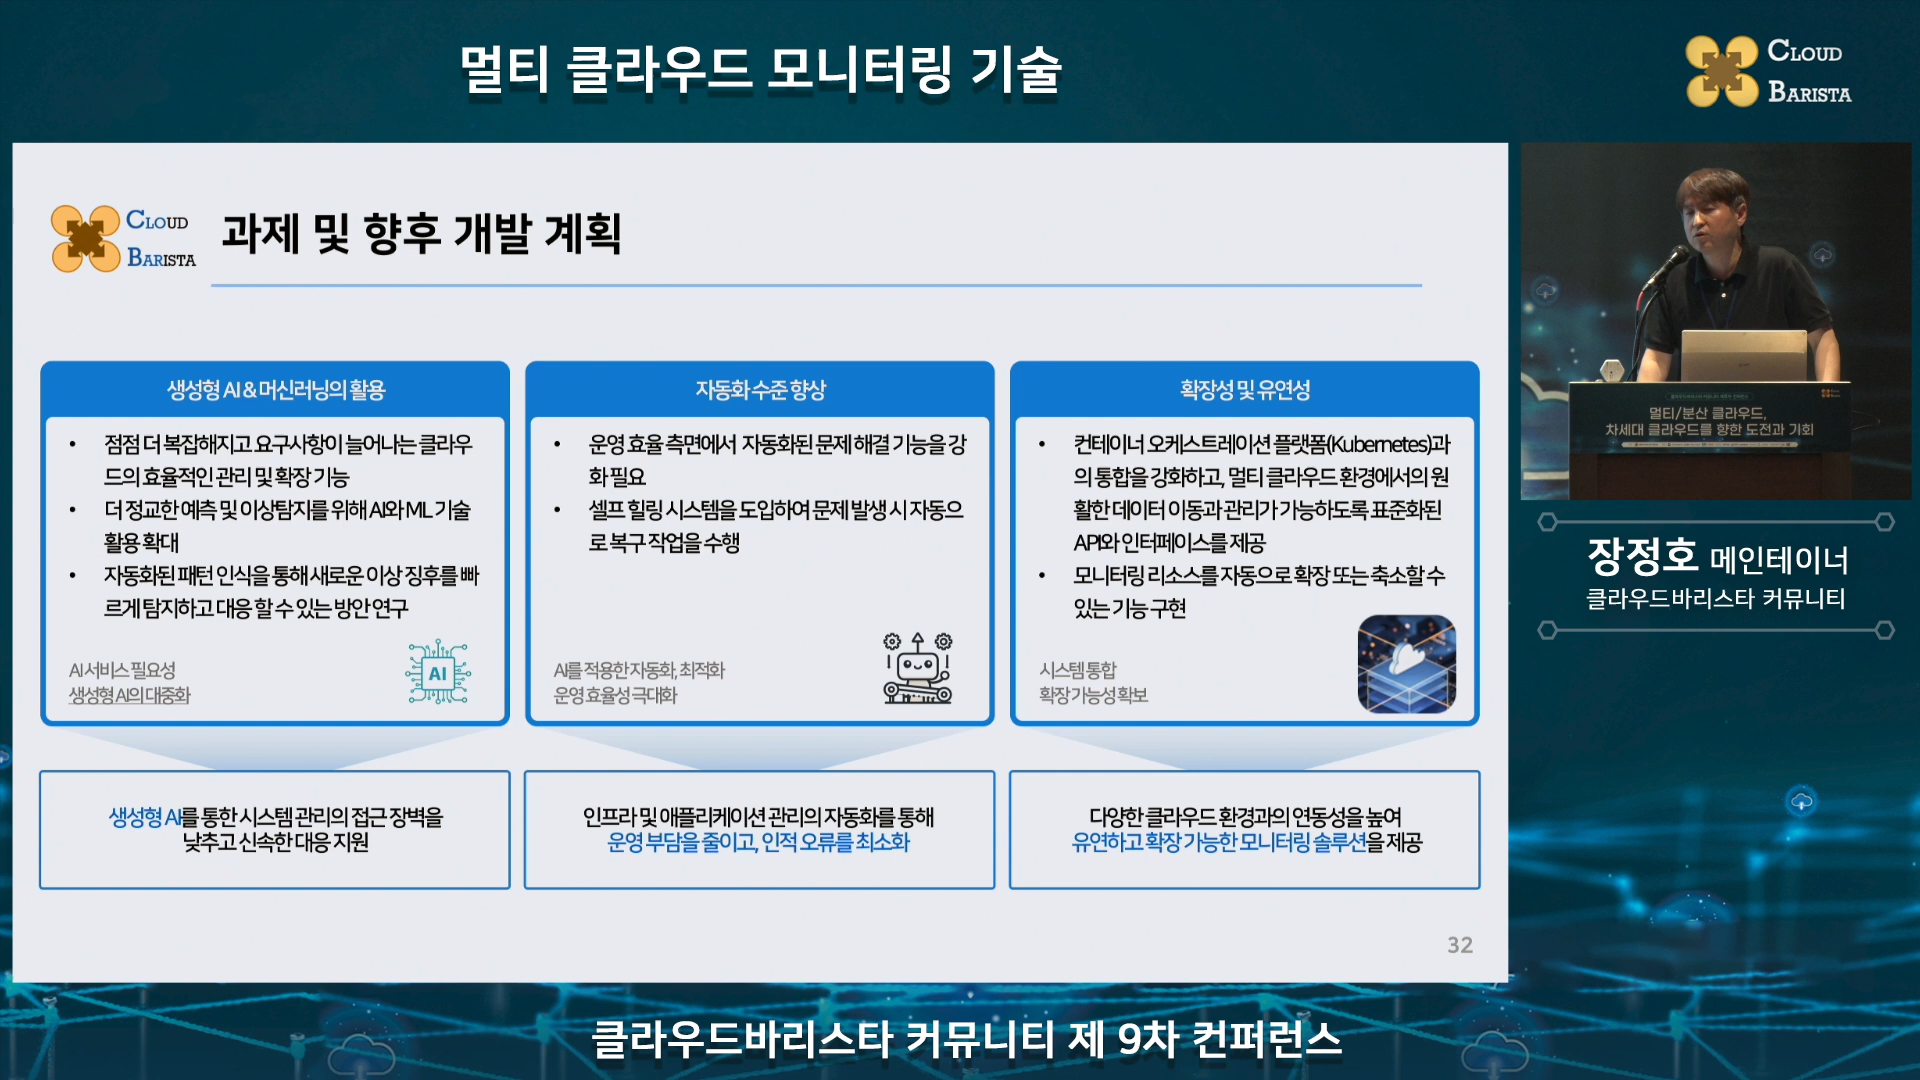 멀티 클라우드 모니터링 기술
CLOUD
BARISTA
CLOUD
BARISTA
과제 및 향후 개발 계획
생성형 AI & 머신러닝의 활용
• 점점 더 복잡해지고 요구사항이 늘어나는 클라우
드의 효율적인 관리 및 확장 기능
• 더 정교한 예측 및 이상탐지를 위해 AI와 ML 기술
활용 확대
• 자동화된 패턴 인식을 통해 새로운 이상 징후를 빠
르게 탐지하고 대응 할 수 있는 방안 연구
AI 서비스 필요성
생성형 AI의 대중화
AI
자동화 수준 향상
• 운영 효율 측면에서 자동화된 문제 해결 기능을 강
화 필요
• 셀프 힐링 시스템을 도입하여 문제 발생 시 자동으
로 복구 작업을 수행
AI를 적용한 자동화, 최적화
운영 효율성 극대화
확장성 및 유연성
• 컨테이너 오케스트레이션 플랫폼(Kubernetes)과
의 통합을 강화하고, 멀티 클라우드 환경에서의 원
활한 데이터 이동과 관리가 가능하도록 표준화된
API와 인터페이스를 제공
• 모니터링 리소스를 자동으로 확장 또는 축소할 수
있는 기능 구현
시스템 통합
확장 가능성 확보
생성형 AI를 통한 시스템 관리의 접근 장벽을
낮추고 신속한 대응 지원
인프라 및 애플리케이션 관리의 자동화를 통해
운영 부담을 줄이고, 인적 오류를 최소화
다양한 클라우드 환경과의 연동성을 높여
유연하고 확장 가능한 모니터링 솔루션을 제공
32
멀티/분산 클라우드,
차세대 클라우드를 향한 도전과 기회
장정호 메인테이너
클라우드바리스타 커뮤니티
클라우드바리스타 커뮤니티 제 9차 컨퍼런스